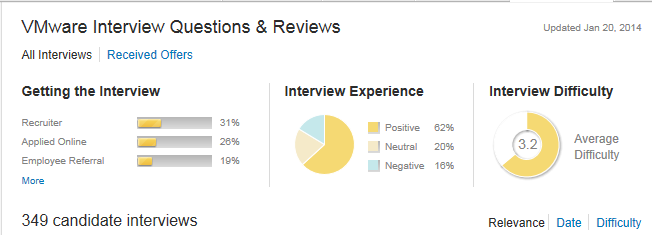 VMware Interview Questions & Reviews
Updated Jan 20, 2014
All Interviews Received Offers
Getting the Interview
Recruiter 31%
Applied Online 26%
Employee Referral 19%
More
Interview Experience
Positive 62%
Neutral 20%
Negative 16%
Interview Difficulty
3.2
Average
Difficulty
349 candidate interviews
Relevance Date Difficulty